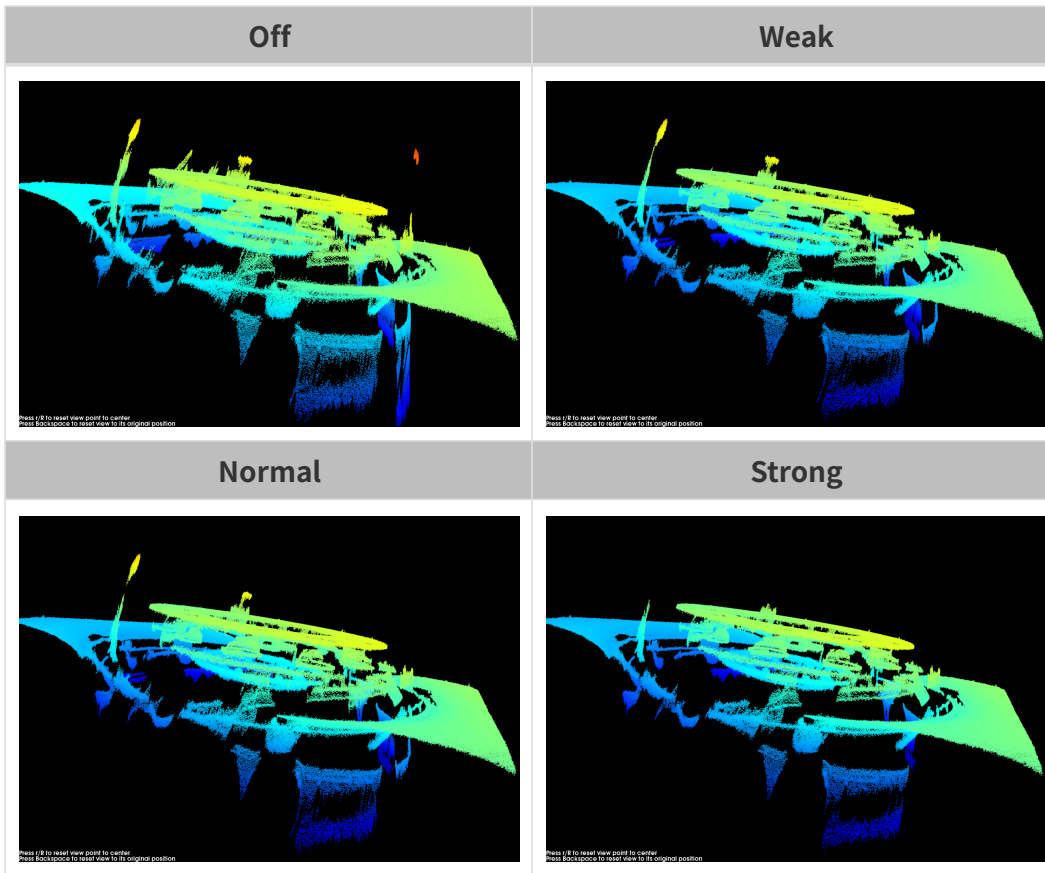 Off
Weak
Press r/R to reset view point to center
Press Backspace to reset view to its original position
Press r/R to reset view point to center
Press Backspace to reset view to its original position
Normal
Strong
Press r/R to reset view point to center
Press Backspace to reset view to its original position
Press r/R to reset view point to center
Press Backspace to reset view to its original position